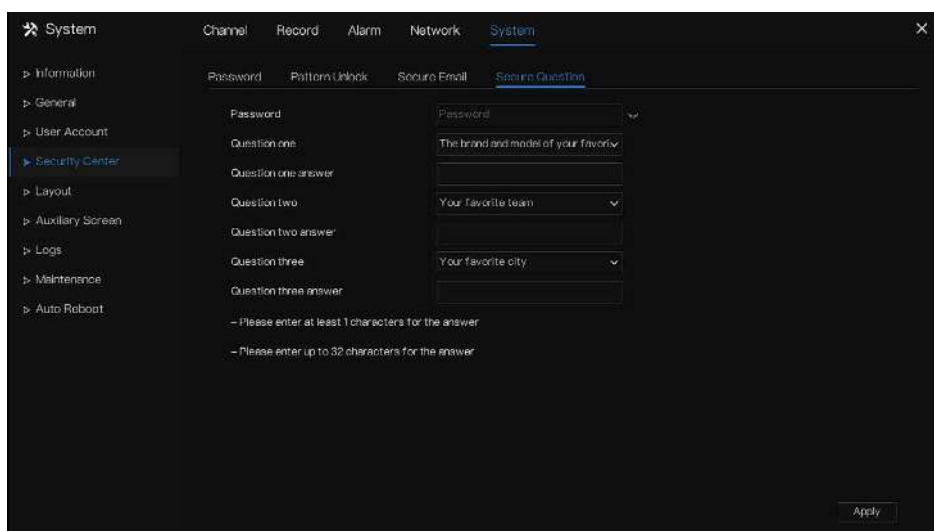 System
Channel Record Alarm Network System
Information
General
User Account
Security Center
Layout
Auxiliary Screen
Logs
Maintenance
Auto Reboot
Password Pattern Unlock Secure Email Secure Question
Password Password
Question one The brand and model of your favori
Question one answer
Question two Your favorite team
Question two answer
Question three Your favorite city
Question three answer
– Please enter at least 1 characters for the answer
– Please enter up to 32 characters for the answer
Apply